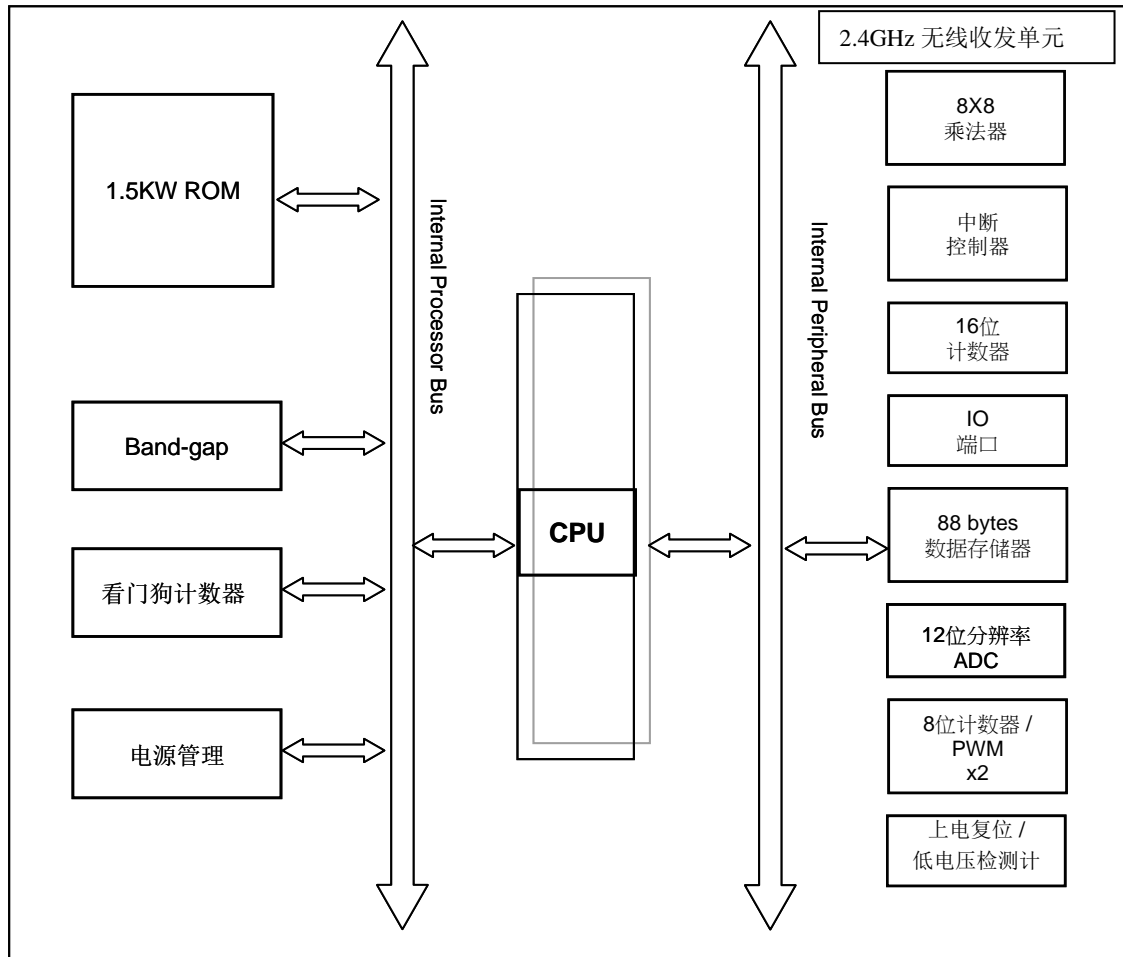 2.4GHz 无线收发单元
1.5KW ROM
Band-gap
看门狗计数器
电源管理
Internal Processor Bus
CPU
Internal Peripheral Bus
8X8
乘法器
中断
控制器
16位
计数器
IO
端口
88 bytes
数据存储器
12位分辨率
ADC
8位计数器 /
PWM
x2
上电复位 /
低电压检测计